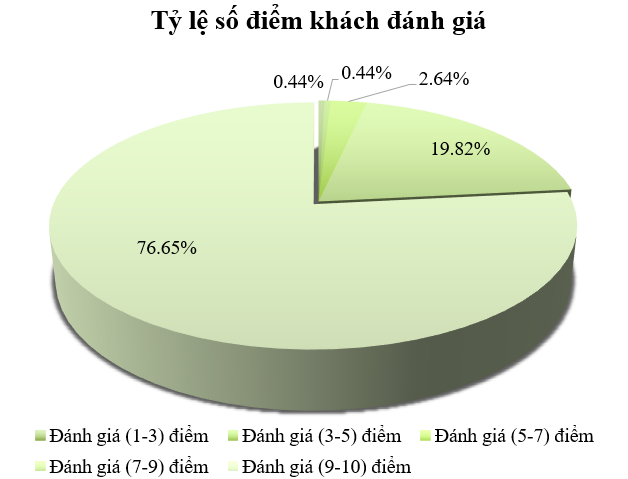 Tỷ lệ số điểm khách đánh giá
0.44%
0.44%
2.64%
19.82%
76.65%
Đánh giá (1-3) điểm
Đánh giá (3-5) điểm
Đánh giá (5-7) điểm
Đánh giá (7-9) điểm
Đánh giá (9-10) điểm